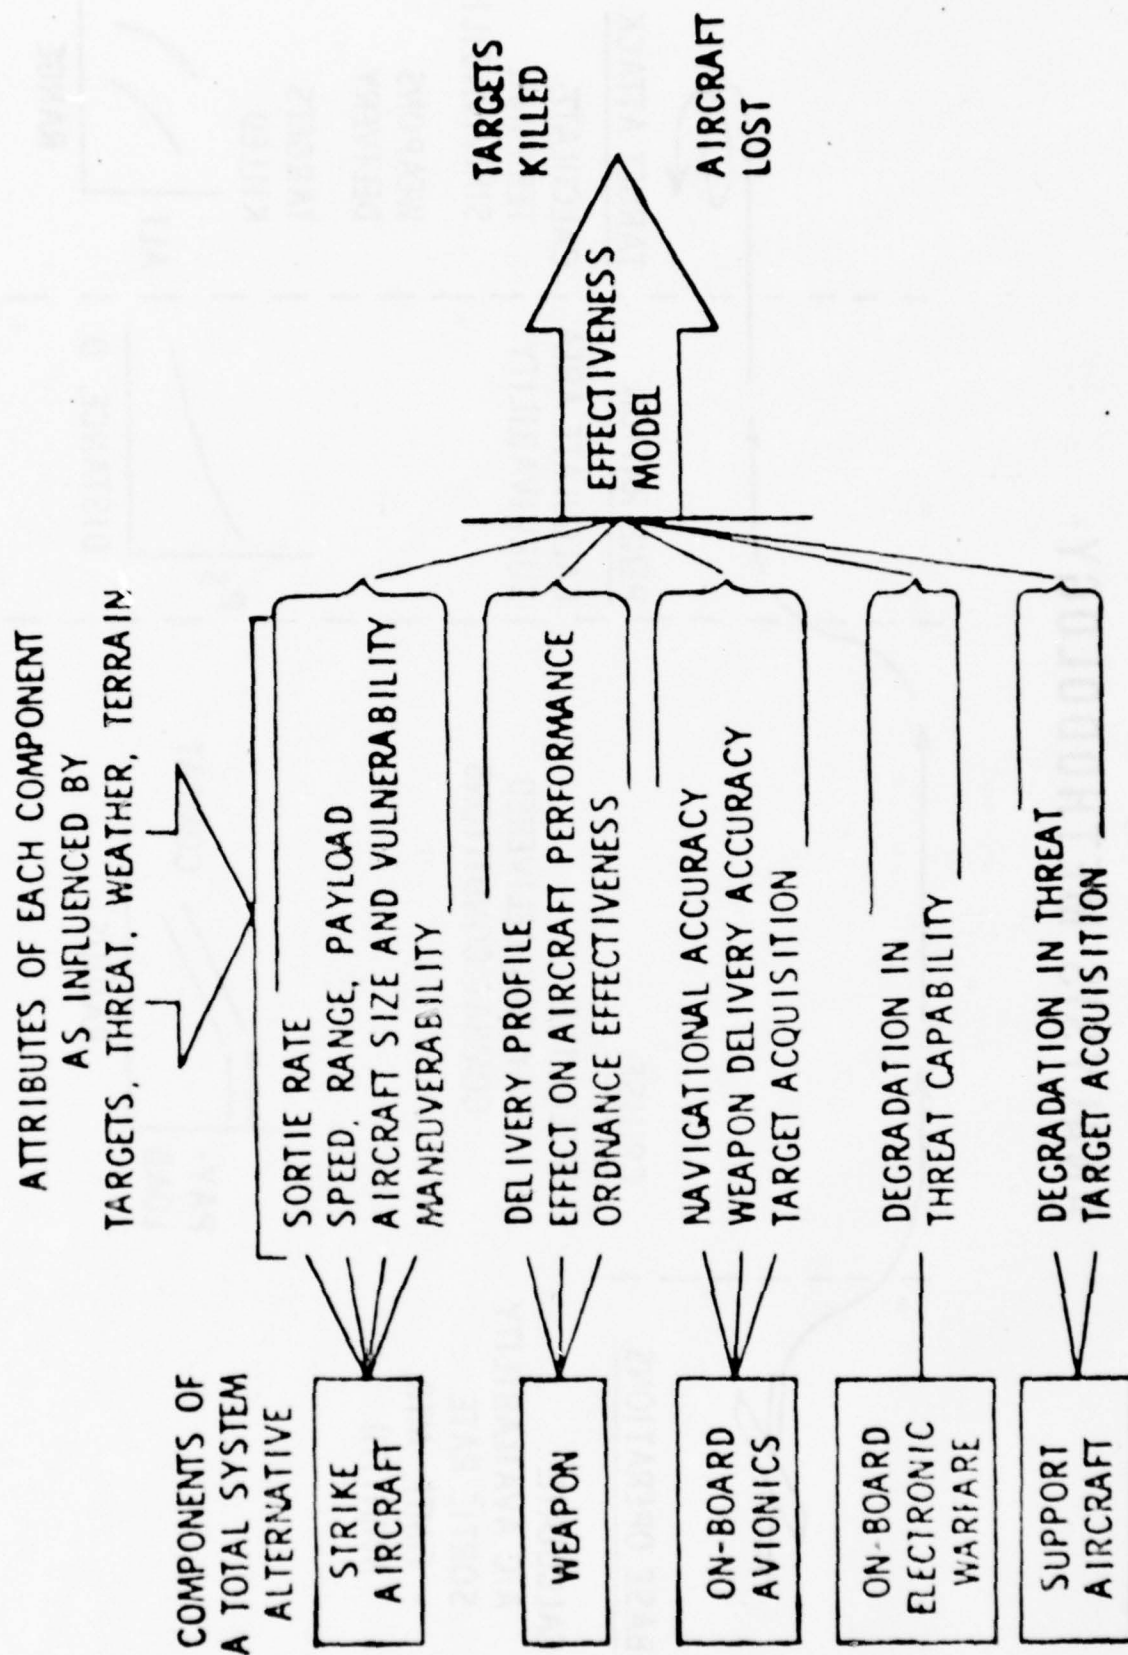 ATTRIBUTES OF EACH COMPONENT
AS INFLUENCED BY
TARGETS, THREAT, WEATHER, TERRAIN
COMPONENTS OF
A TOTAL SYSTEM
ALTERNATIVE
STRIKE
AIRCRAFT
SORTIE RATE
SPEED, RANGE, PAYLOAD
AIRCRAFT SIZE AND VULNERABILITY
MANEUVERABILITY
WEAPON
DELIVERY PROFILE
EFFECT ON AIRCRAFT PERFORMANCE
ORDNANCE EFFECTIVENESS
ON-BOARD
AVIONICS
NAVIGATIONAL ACCURACY
WEAPON DELIVERY ACCURACY
TARGET ACQUISITION
ON-BOARD
ELECTRONIC
WARFARE
DEGRADATION IN
THREAT CAPABILITY
SUPPORT
AIRCRAFT
DEGRADATION IN THREAT
TARGET ACQUISITION
EFFECTIVENESS
MODEL
TARGETS
KILLED
AIRCRAFT
LOST